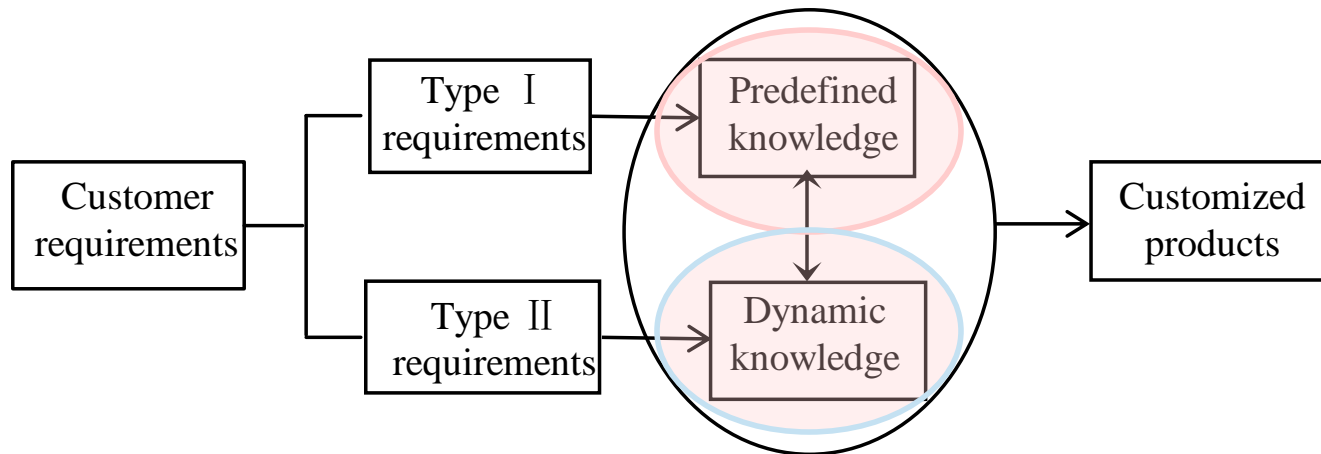 Customer
requirements
Type Ⅰ
requirements
Type Ⅱ
requirements
Predefined
knowledge
Dynamic
knowledge
Customized
products